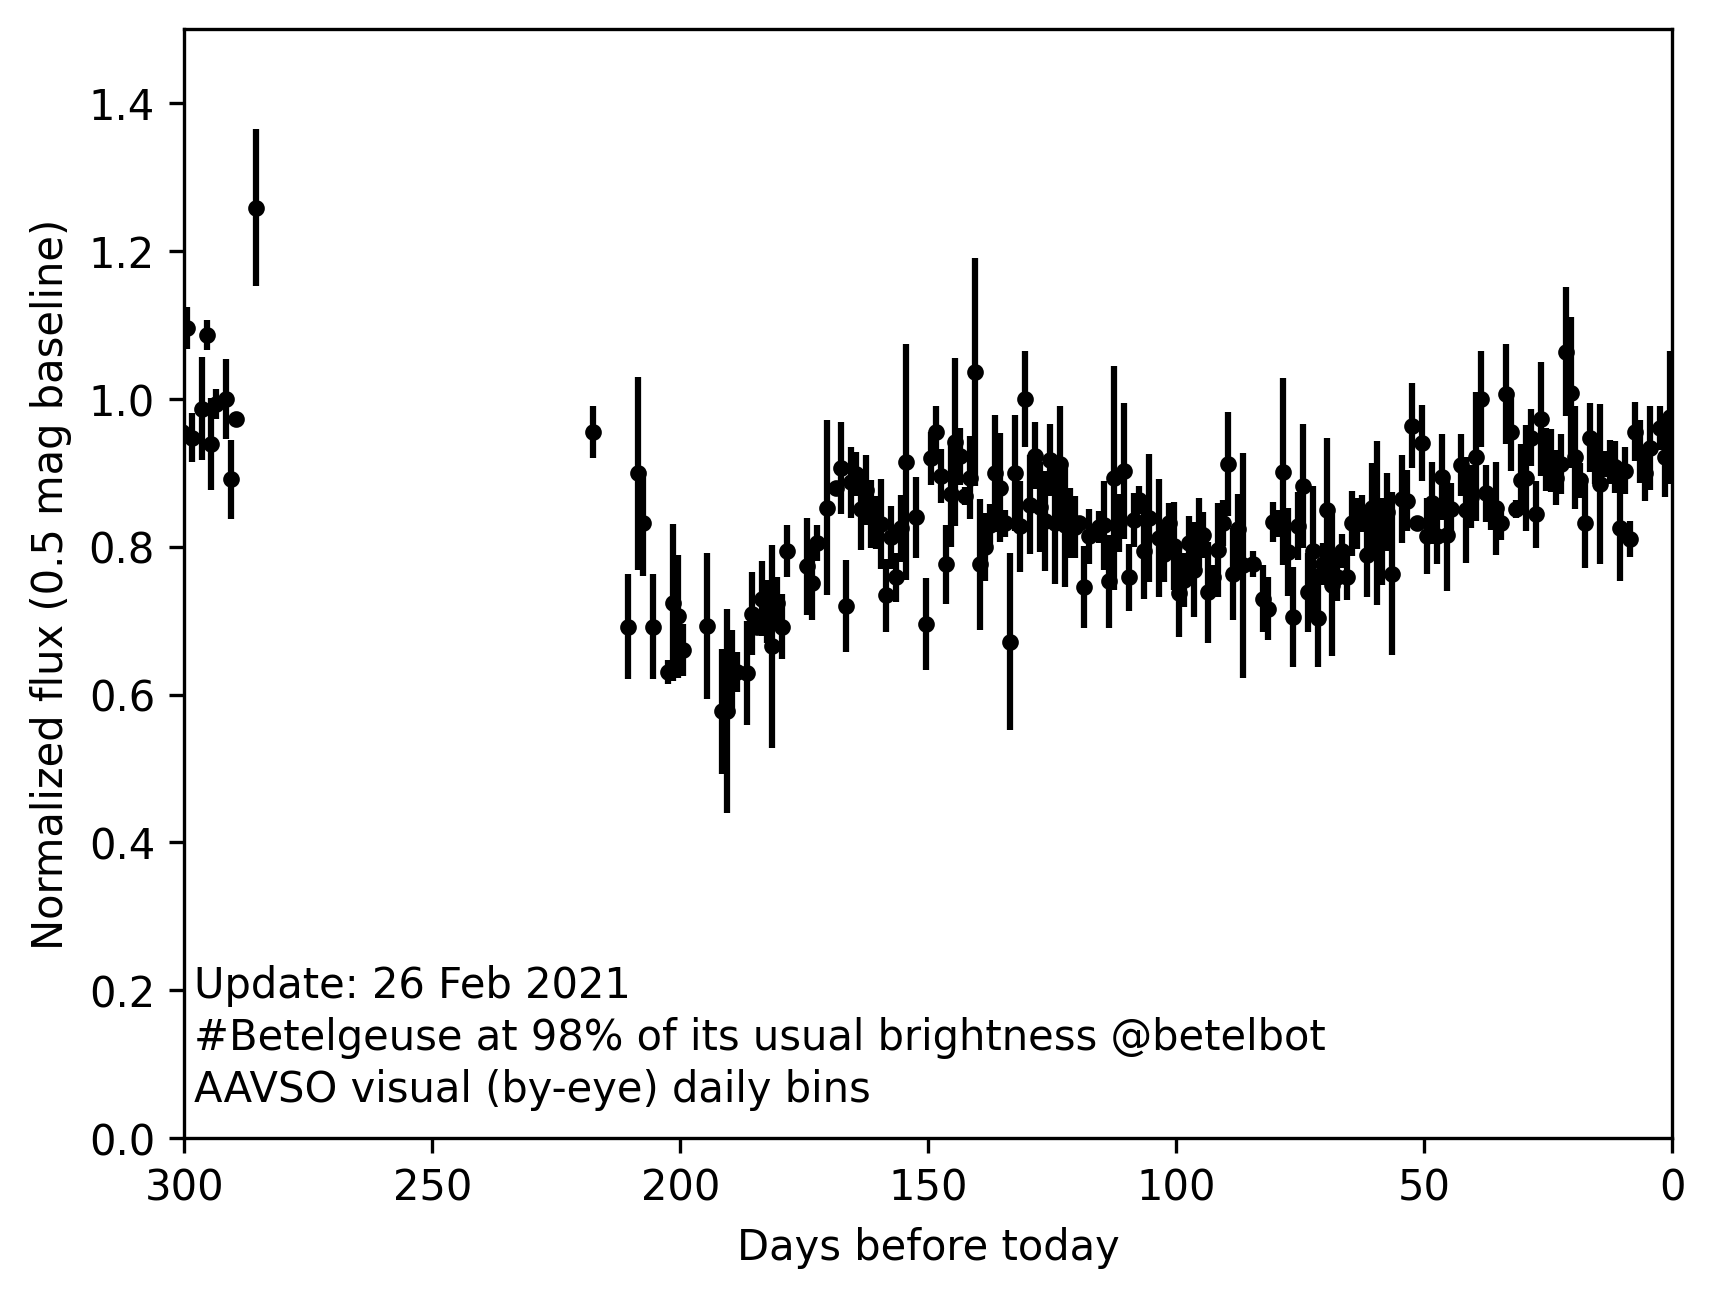 Normalized flux (0.5 mag baseline)
1.4
1.2
1.0
0.8
0.6
0.4
0.2
0.0
Update: 26 Feb 2021
#Betelgeuse at 98% of its usual brightness @betelbot
AAVSO visual (by-eye) daily bins
300 250 200 150 100 50 0
Days before today